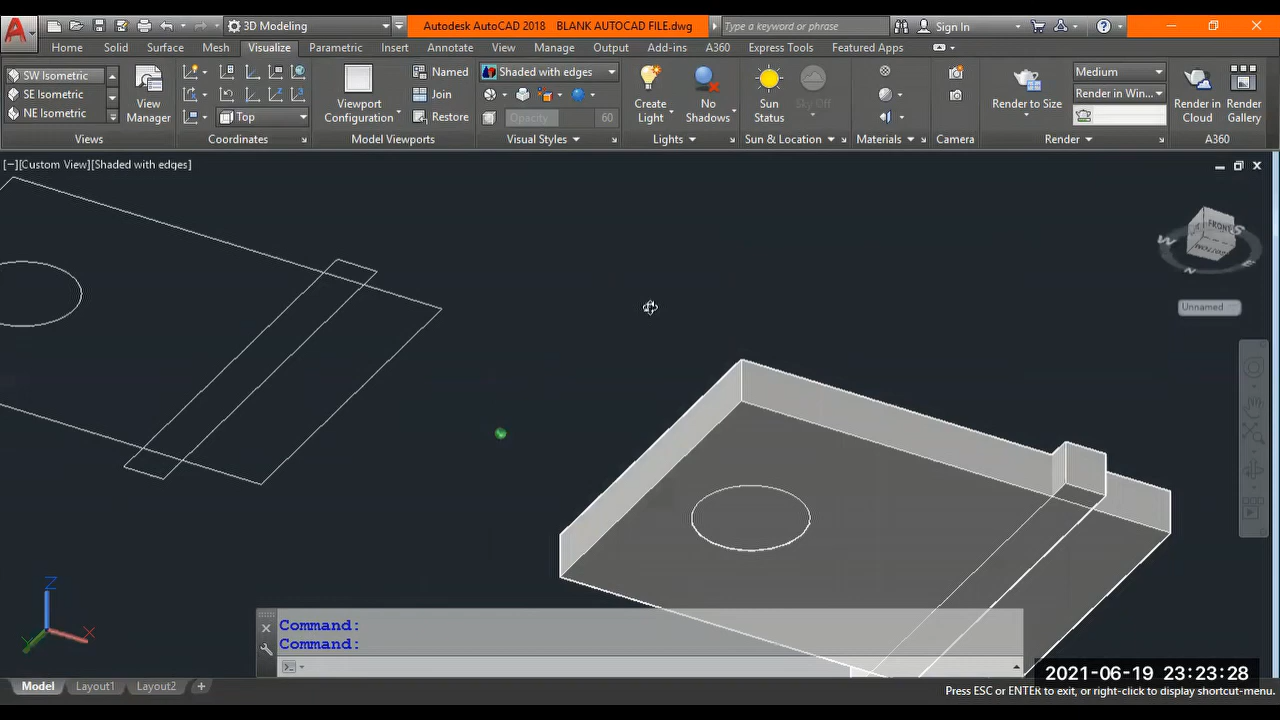 3D Modeling
Autodesk AutoCAD 2018 BLANK AUTOCAD FILE.dwg
Type a keyword or phrase
Sign In
Home Solid Surface Mesh Visualize Parametric Insert Annotate View Manage Output Add-ins A360 Express Tools Featured Apps
SW Isometric
SE Isometric
NE Isometric
View Manager
Top
Viewport Configuration
Named
Join
Restore
Shaded with edges
Opacity 60
Create Light
No Shadows
Sun Status
Sky Off
Render to Size
Medium
Render in Win...
Render in Cloud
Render Gallery
Views Coordinates Model Viewports Visual Styles Lights Sun & Location Materials Camera Render A360
[−][Custom View][Shaded with edges]
FRONT
W
S
N
E
Unnamed
Z
X
Y
Command:
Command:
Model Layout1 Layout2 +
2021-06-19 23:23:28
Press ESC or ENTER to exit, or right-click to display shortcut-menu.